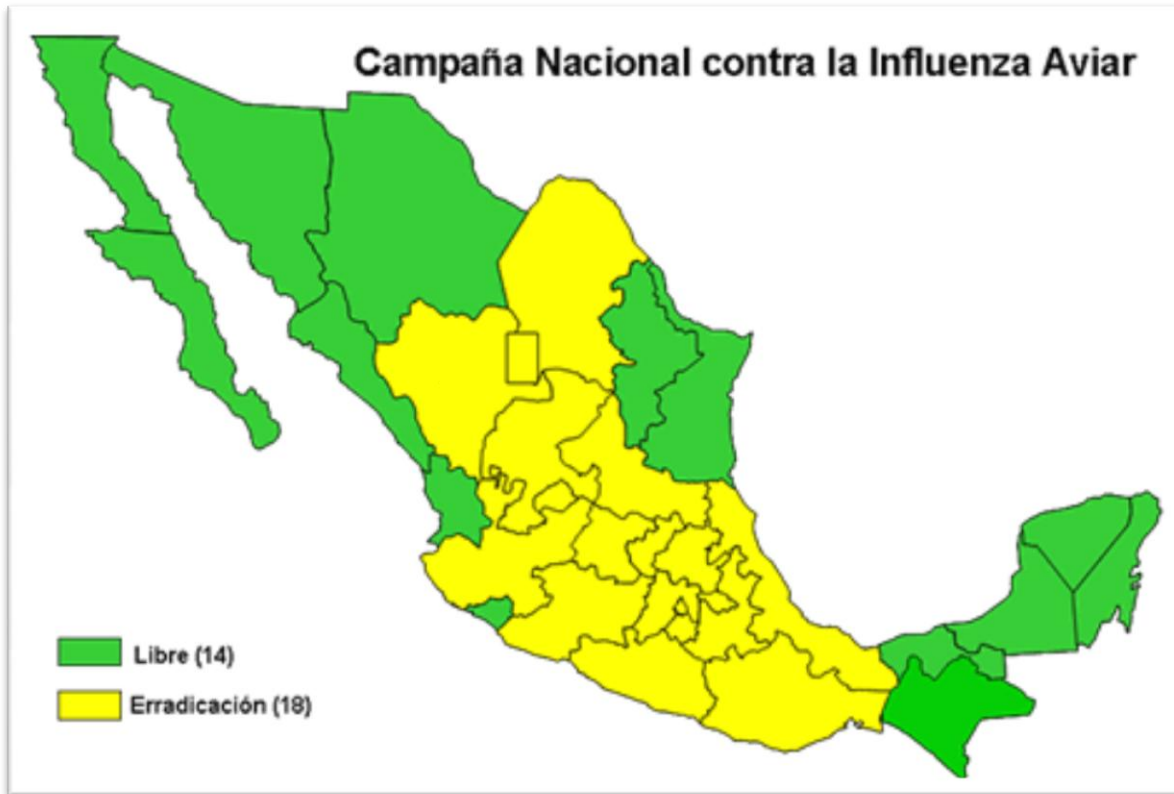 Campaña Nacional contra la Influenza Aviar
Libre (14)
Erradicación (18)